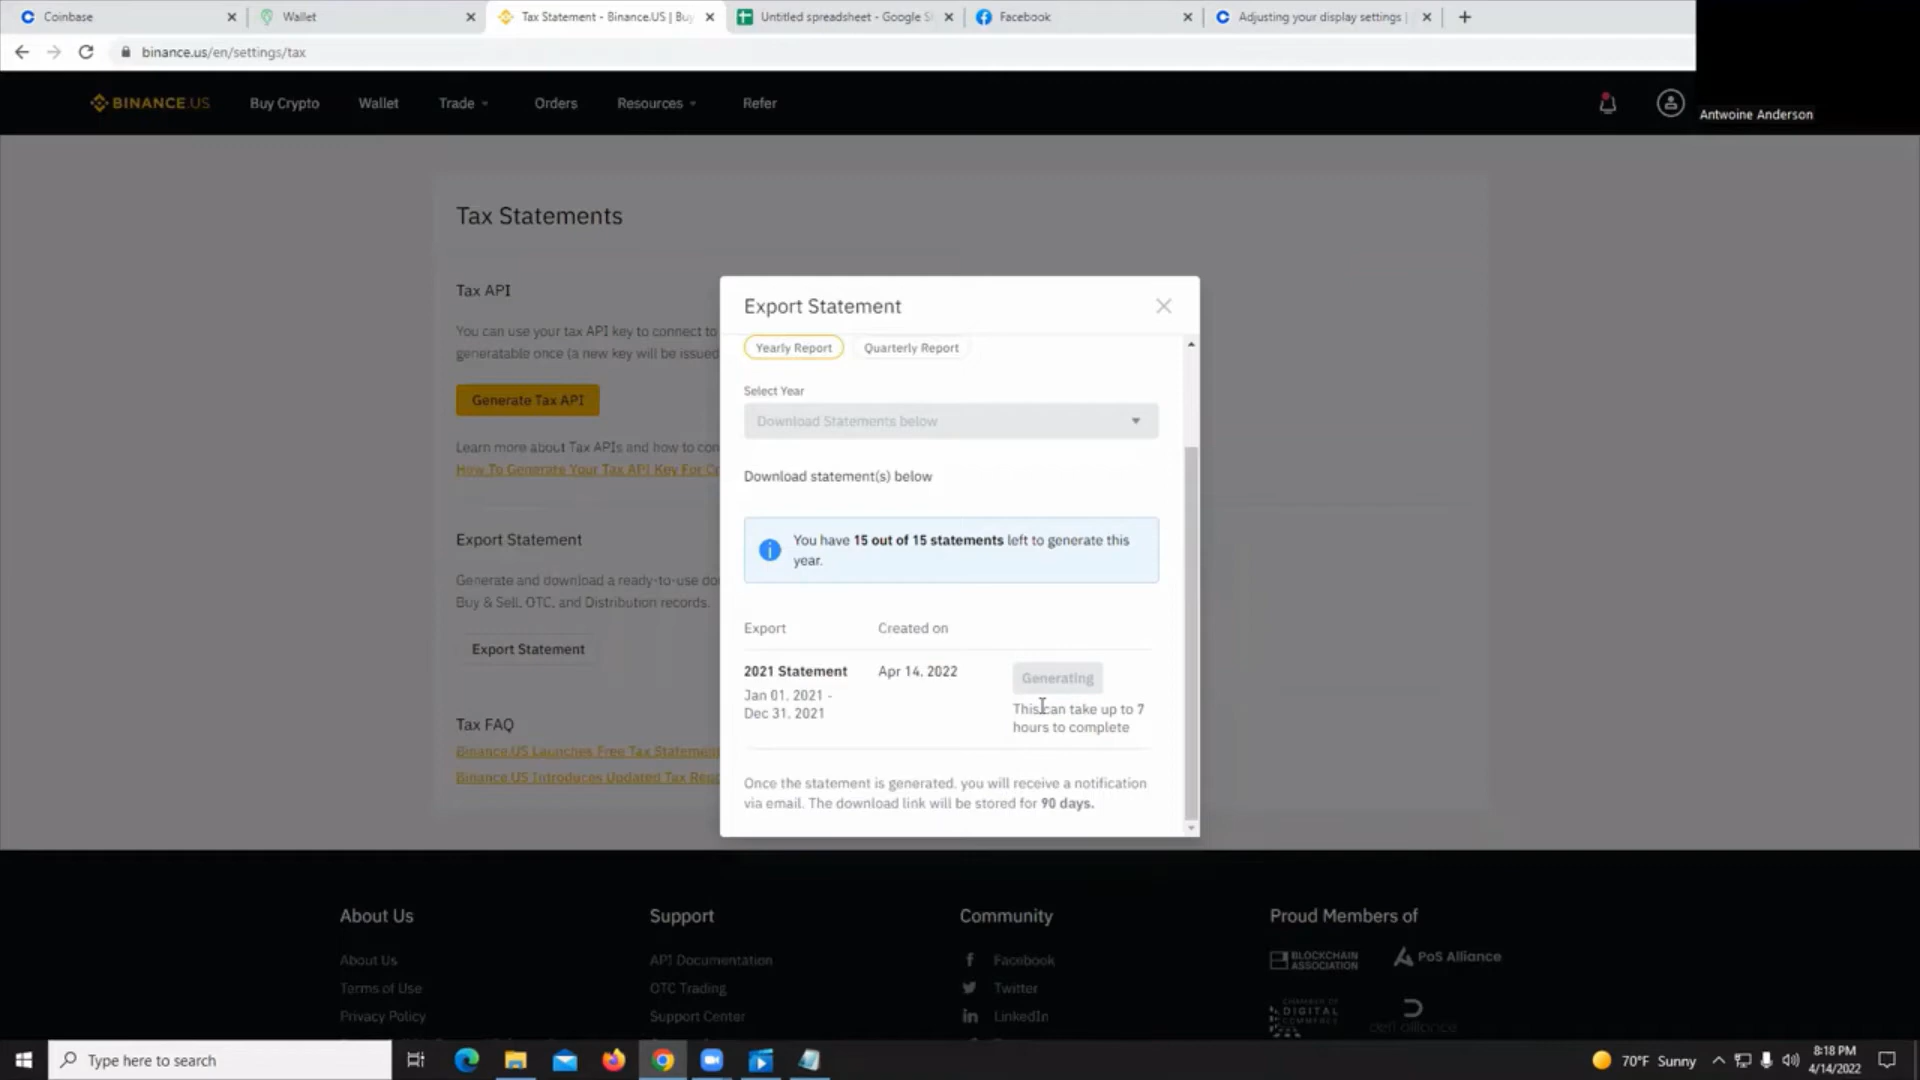 Coinbase
Wallet
Tax Statement - Binance.US | Buy
Untitled spreadsheet - Google S
Facebook
Adjusting your display settings |
binance.us/en/settings/tax
BINANCE.US
Buy Crypto
Wallet
Trade
Orders
Resources
Refer
Antwoine Anderson
Tax Statements
Tax API
You can use your tax API key to connect to
generatable once (a new key will be issued
Generate Tax API
Learn more about Tax APIs and how to con
How To Generate Your Tax API Key For C
Export Statement
Generate and download a ready-to-use do
Buy & Sell, OTC, and Distribution records.
Export Statement
Tax FAQ
Binance.US Launches Free Tax Statemen
Binance.US Introduces Updated Tax Rep
Export Statement
Yearly Report
Quarterly Report
Select Year
Download Statements below
Download statement(s) below
You have 15 out of 15 statements left to generate this
year.
Export
Created on
2021 Statement
Apr 14, 2022
Generating
Jan 01, 2021 -
Dec 31, 2021
This can take up to 7
hours to complete
Once the statement is generated, you will receive a notification
via email. The download link will be stored for 90 days.
About Us
Support
Community
Proud Members of
About Us
API Documentation
Facebook
BLOCKCHAIN
ASSOCIATION
PoS Alliance
Terms of Use
OTC Trading
Twitter
Privacy Policy
Support Center
LinkedIn
CHAMBER OF
DIGITAL
COMMERCE
defi alliance
Type here to search
70°F Sunny
8:18 PM
4/14/2022